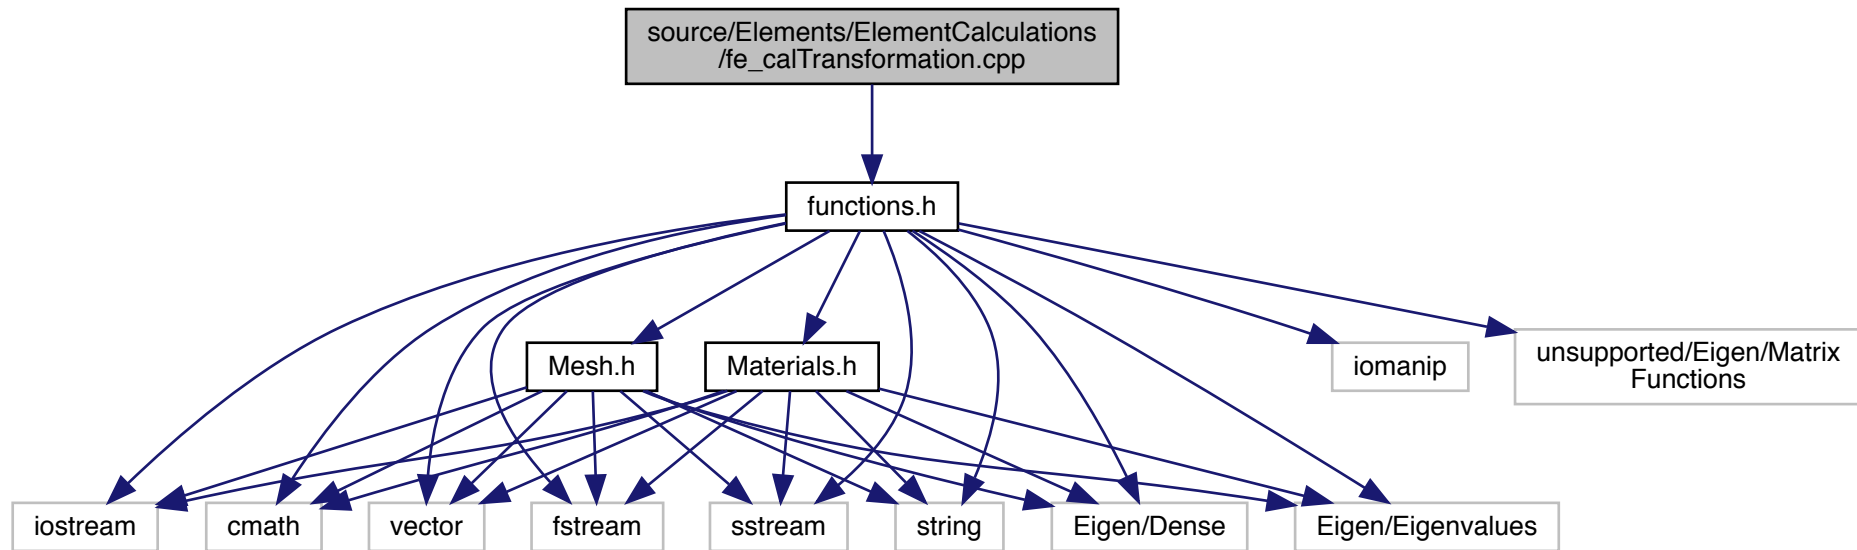 source/Elements/ElementCalculations
/fe_calTransformation.cpp
functions.h
Mesh.h
Materials.h
iomanip
unsupported/Eigen/Matrix
Functions
iostream
cmath
vector
fstream
sstream
string
Eigen/Dense
Eigen/Eigenvalues